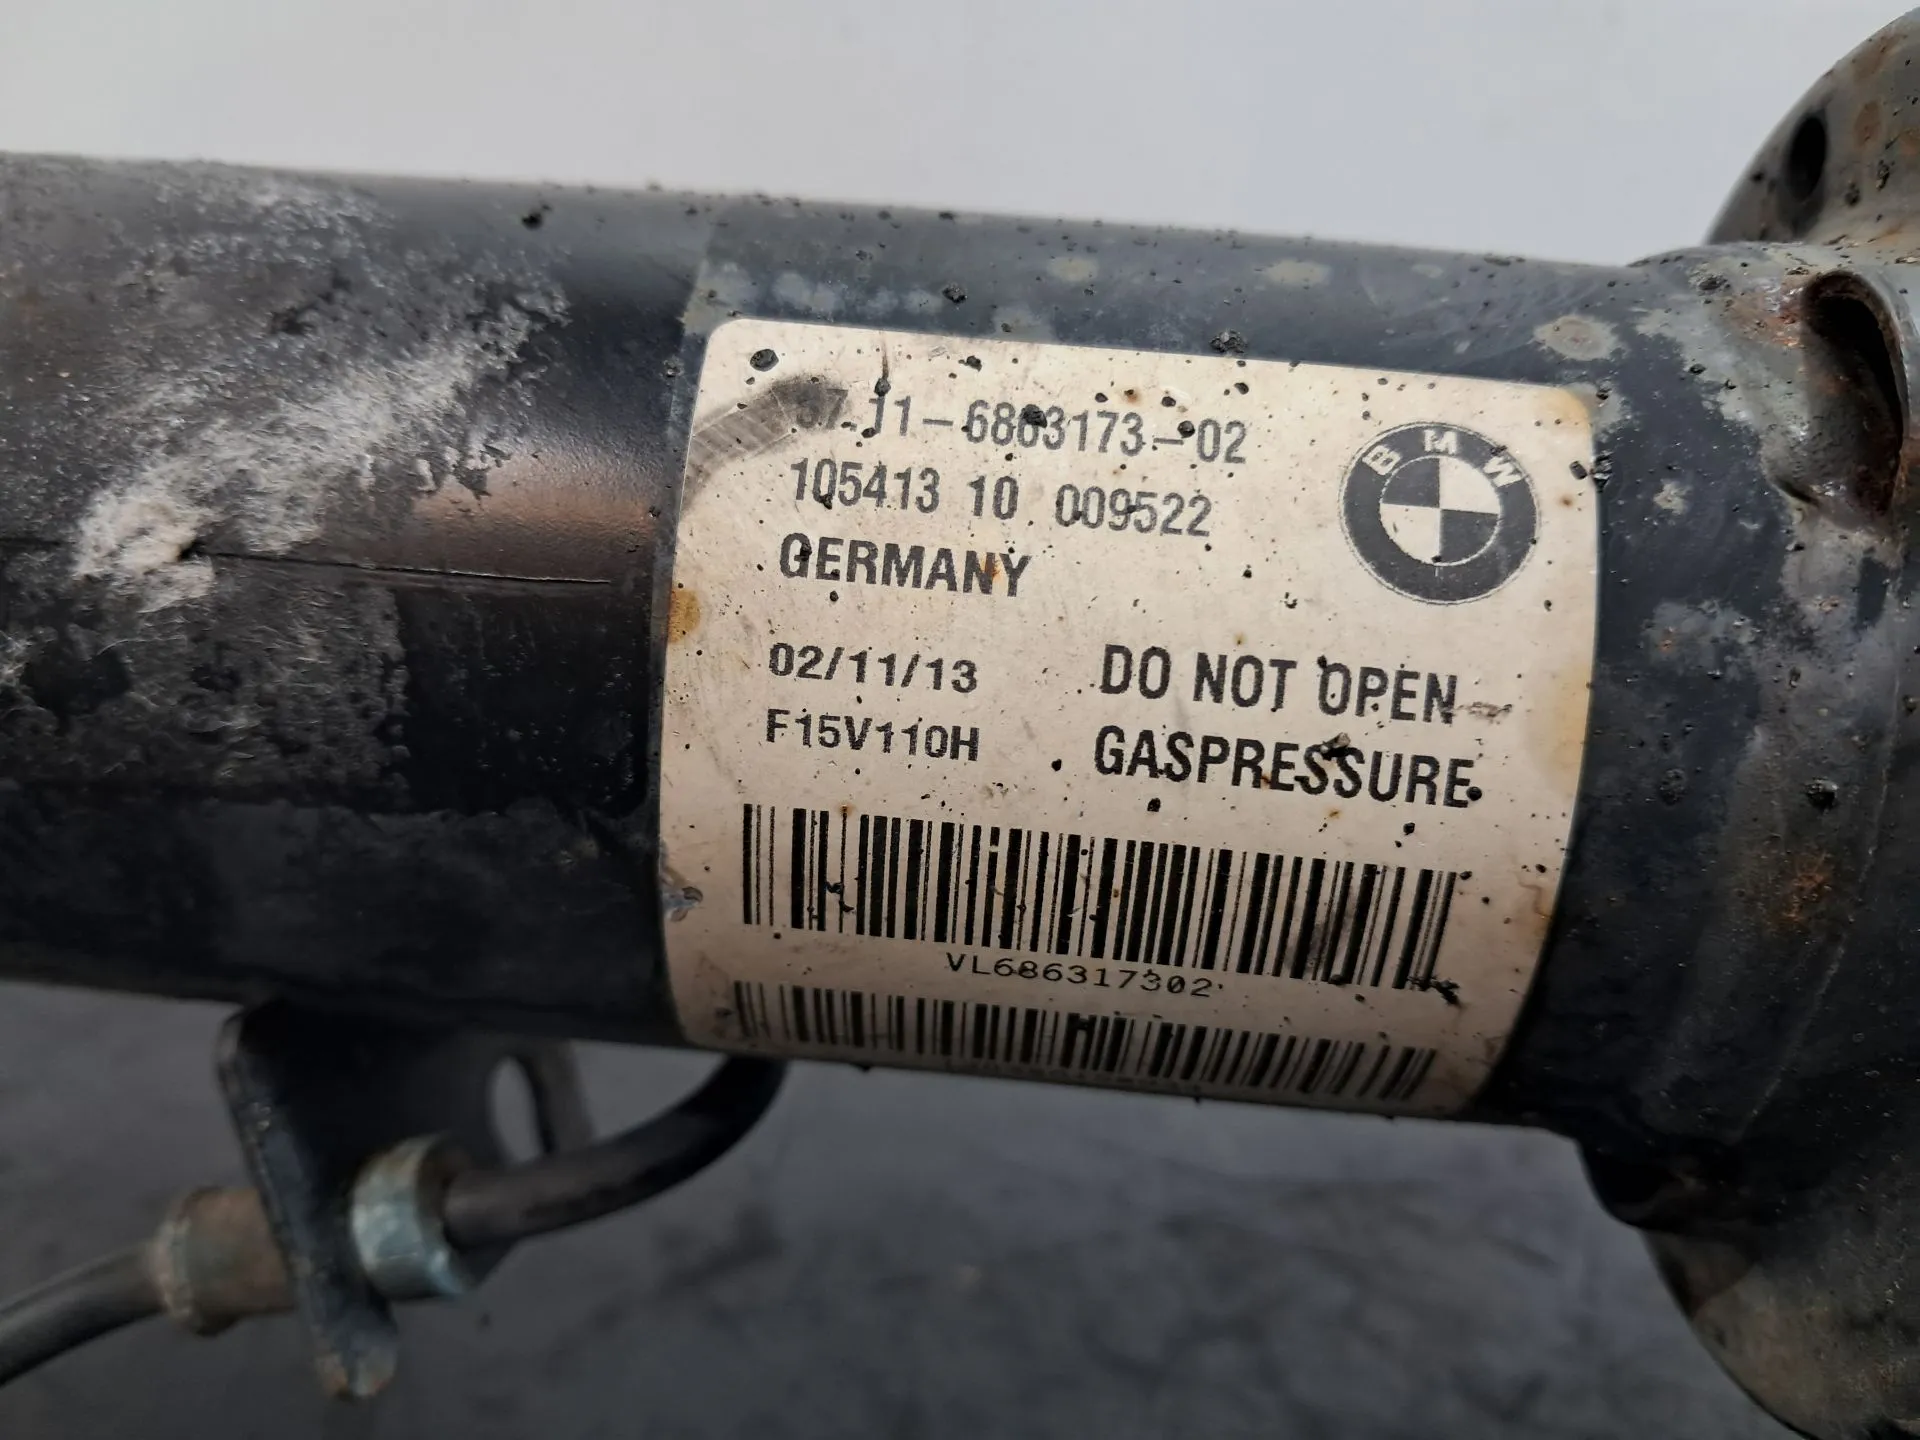 37.11-6863173-02
105413 10 009522
GERMANY
BMW
02/11/13
F15V110H
DO NOT OPEN
GASPRESSURE
VL686317302